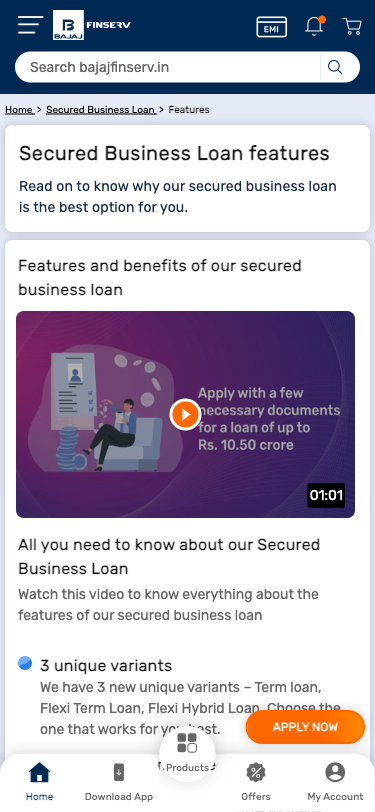 BAJAJ FINSERV
EMI
Search bajajfinserv.in
Home > Secured Business Loan > Features
Secured Business Loan features
Read on to know why our secured business loan
is the best option for you.
Features and benefits of our secured
business loan
Apply with a few
necessary documents
for a loan of up to
Rs. 10.50 crore
01:01
All you need to know about our Secured
Business Loan
Watch this video to know everything about the
features of our secured business loan
3 unique variants
We have 3 new unique variants – Term loan,
Flexi Term Loan, Flexi Hybrid Loan. Choose the
one that works for you best.
APPLY NOW
Home
Download App
Products
Offers
My Account